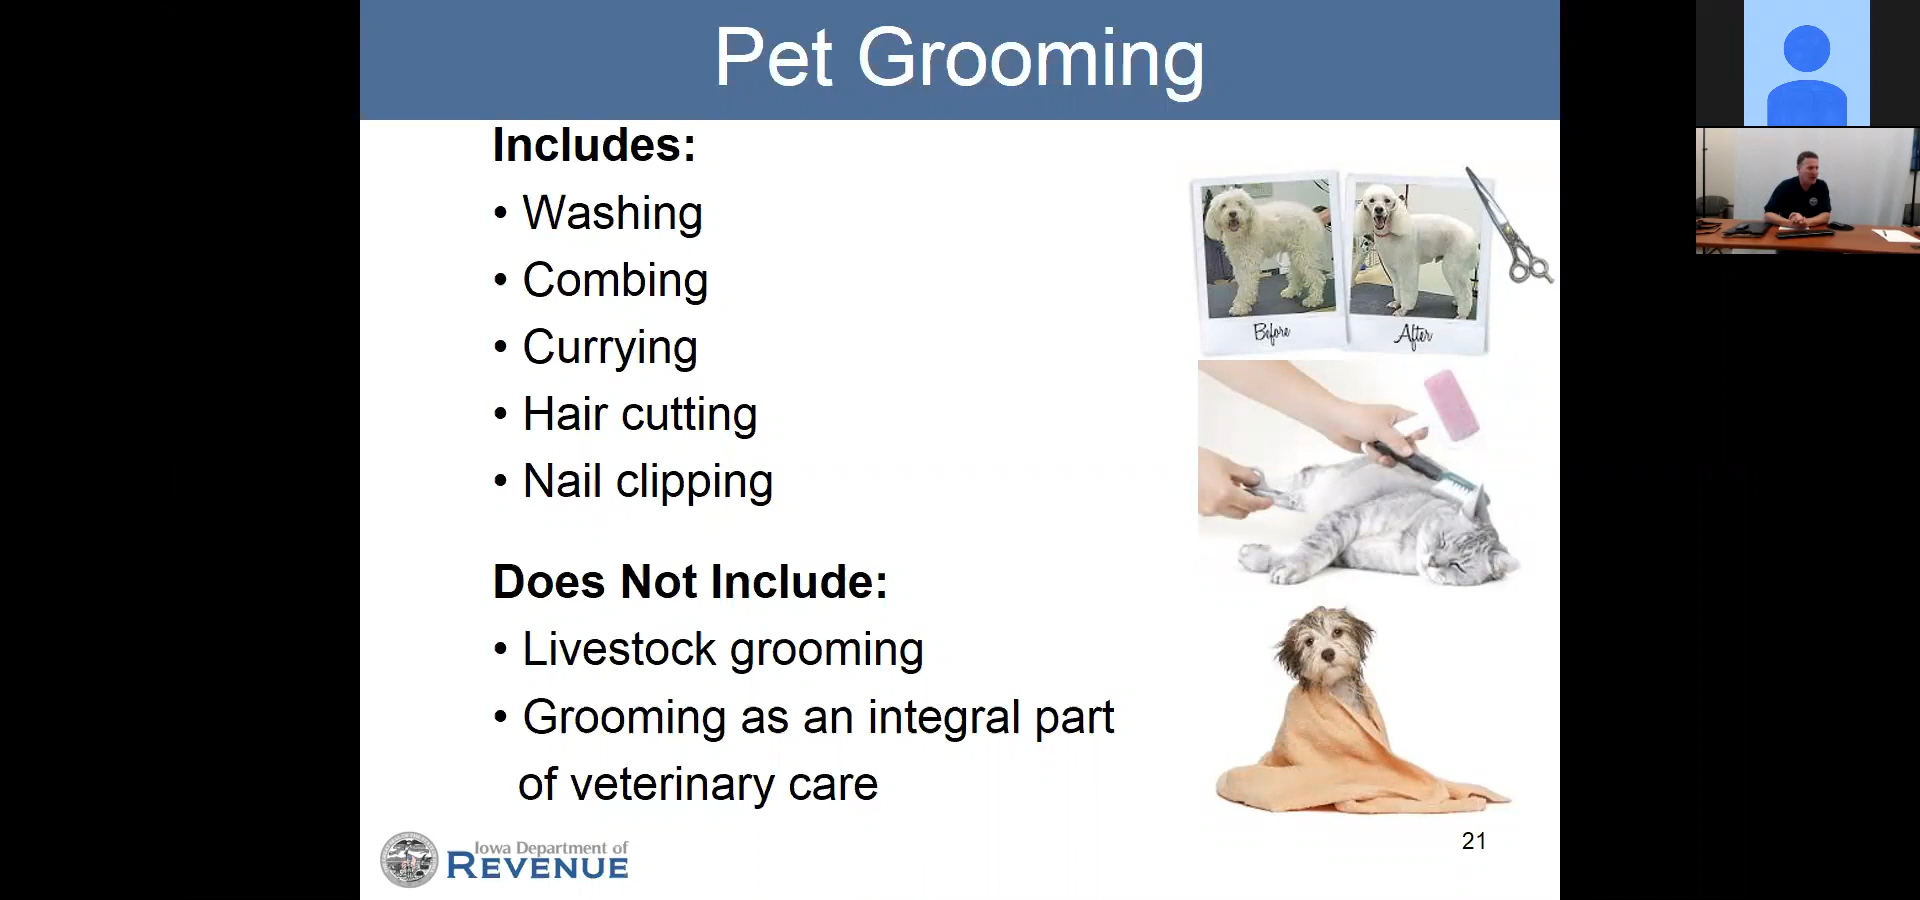 Pet Grooming
Includes:
• Washing
• Combing
• Currying
• Hair cutting
• Nail clipping
Does Not Include:
• Livestock grooming
• Grooming as an integral part
of veterinary care
Before
After
Iowa Department of
REVENUE
21